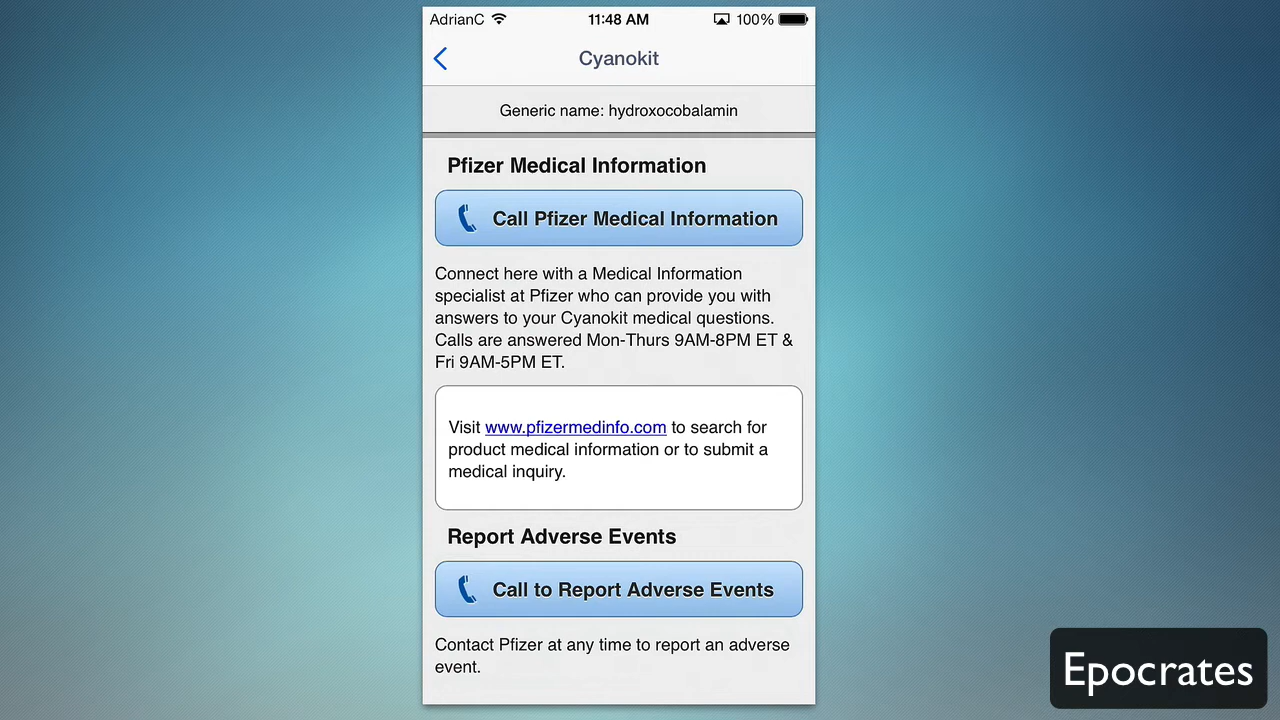 AdrianC 11:48 AM 100%
Cyanokit
Generic name: hydroxocobalamin
Pfizer Medical Information
Call Pfizer Medical Information
Connect here with a Medical Information
specialist at Pfizer who can provide you with
answers to your Cyanokit medical questions.
Calls are answered Mon-Thurs 9AM-8PM ET &
Fri 9AM-5PM ET.
Visit www.pfizermedinfo.com to search for
product medical information or to submit a
medical inquiry.
Report Adverse Events
Call to Report Adverse Events
Contact Pfizer at any time to report an adverse
event.
Epocrates